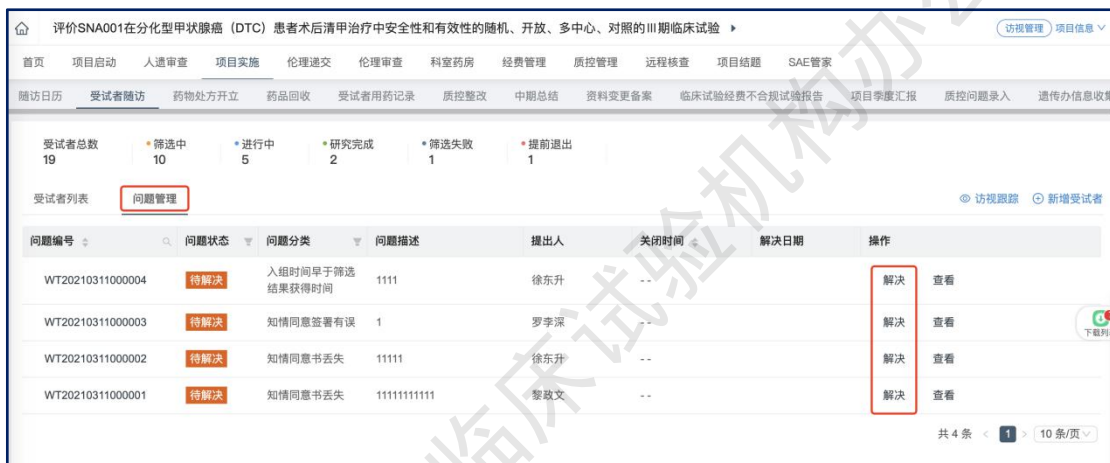 评价SNA001在分化型甲状腺癌（DTC）患者术后清甲治疗中安全性和有效性的随机、开放、多中心、对照的Ⅲ期临床试验 访视管理 项目信息
首页 项目启动 人遗审查 项目实施 伦理递交 伦理审查 科室药房 经费管理 质控管理 远程核查 项目结题 SAE管家
随访日历 受试者随访 药物处方开立 药品回收 受试者用药记录 质控整改 中期总结 资料变更备案 临床试验经费不合规试验报告 项目季度汇报 质控问题录入 遗传办信息收集
受试者总数 筛选中 进行中 研究完成 筛选失败 提前退出
19 10 5 2 1 1
受试者列表 问题管理 访视跟踪 新增受试者
问题编号 问题状态 问题分类 问题描述 提出人 关闭时间 解决日期 操作
WT20210311000004 待解决 入组时间早于筛选结果获得时间 1111 徐东升 -- 解决 查看
WT20210311000003 待解决 知情同意签署有误 1 罗李深 -- 解决 查看
WT20210311000002 待解决 知情同意书丢失 11111 徐东升 -- 解决 查看
WT20210311000001 待解决 知情同意书丢失 11111111111 黎政文 -- 解决 查看
下载列
共 4 条 < 1 > 10 条/页
临床试验机构办公